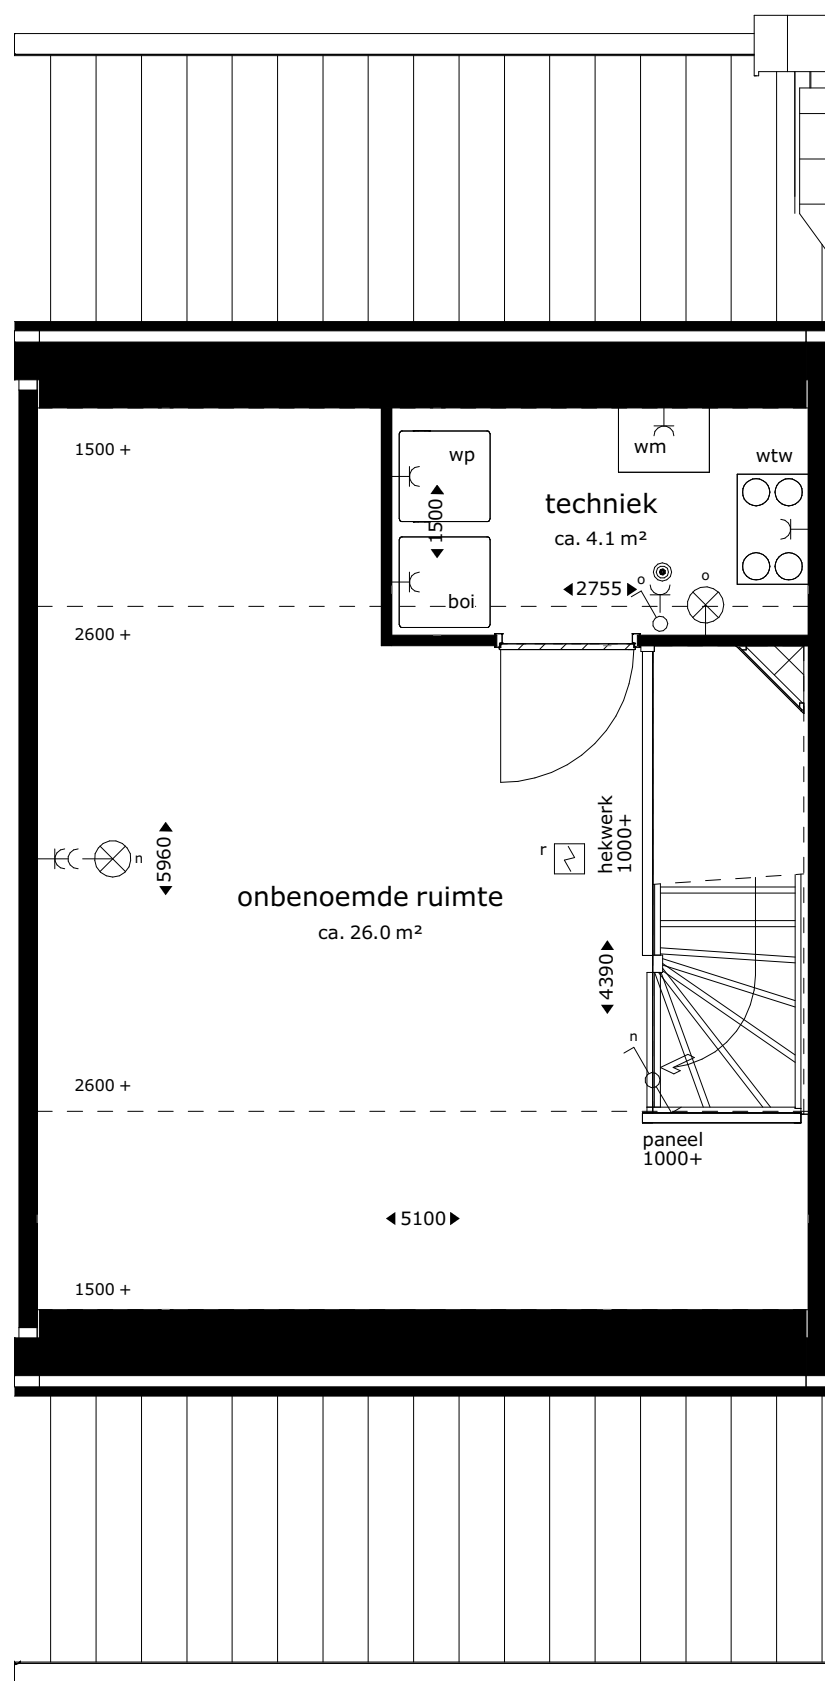 1500 +
wp
wm
wtw
techniek
ca. 4.1 m²
1500
2755
o
o
boi
2600 +
hekwerk
1000+
r
n
5960
onbenoemde ruimte
ca. 26.0 m²
4390
n
2600 +
paneel
1000+
5100
1500 +